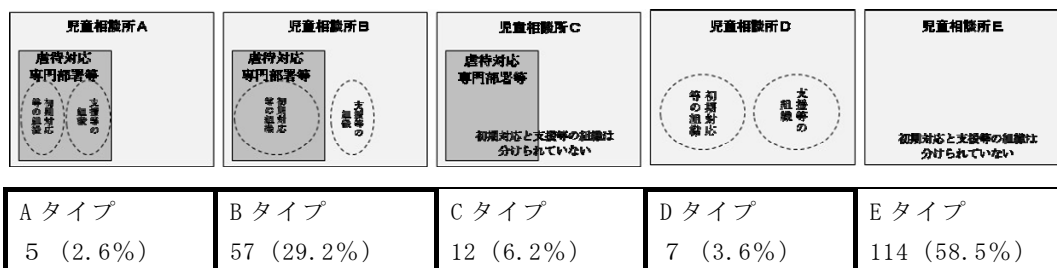 児童相談所A
虐待対応
専門部署等
初期対応
等の組織
支援等の
組織
児童相談所B
虐待対応
専門部署等
初期対応
等の組織
支援等の
組織
児童相談所C
虐待対応
専門部署等
初期対応と支援等の組織は
分けられていない
児童相談所D
初期対応
等の組織
支援等の
組織
児童相談所E
初期対応と支援等の組織は
分けられていない
Aタイプ
5 (2.6%)
Bタイプ
57 (29.2%)
Cタイプ
12 (6.2%)
Dタイプ
7 (3.6%)
Eタイプ
114 (58.5%)